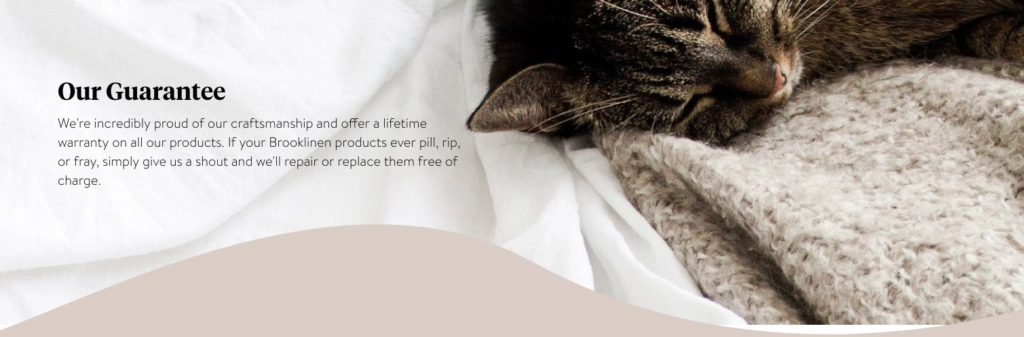 Our Guarantee
We're incredibly proud of our craftsmanship and offer a lifetime
warranty on all our products. If your Brooklinen products ever pill, rip,
or fray, simply give us a shout and we'll repair or replace them free of
charge.